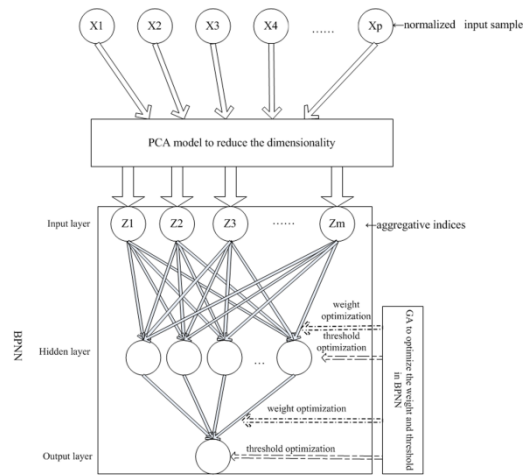 X1 X2 X3 X4 ...... Xp normalized input sample
PCA model to reduce the dimensionality
Input layer Z1 Z2 Z3 ...... Zm aggregative indices
weight
optimization
threshold
optimization
BPNN
Hidden layer ...
GA to optimize the weight and threshold
in BPNN
weight optimization
threshold optimization
Output layer